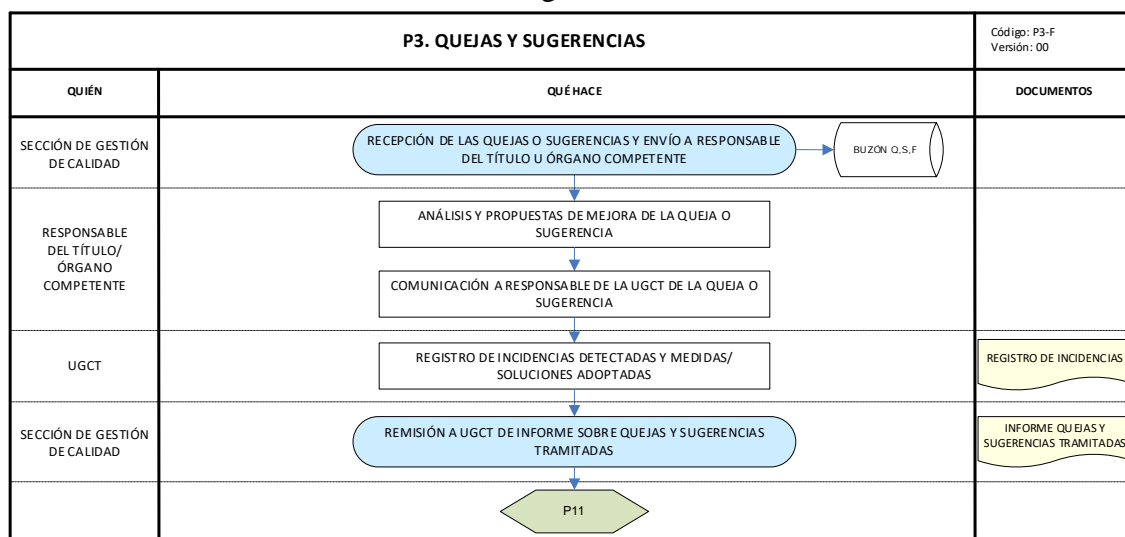 P3. QUEJAS Y SUGERENCIAS
Código: P3-F
Versión: 00
QUIÉN
QUÉ HACE
DOCUMENTOS
SECCIÓN DE GESTIÓN
DE CALIDAD
RECEPCIÓN DE LAS QUEJAS O SUGERENCIAS Y ENVÍO A RESPONSABLE
DEL TÍTULO U ÓRGANO COMPETENTE
BUZÓN Q,S,F
RESPONSABLE
DEL TÍTULO/
ÓRGANO
COMPETENTE
ANÁLISIS Y PROPUESTAS DE MEJORA DE LA QUEJA O
SUGERENCIA
COMUNICACIÓN A RESPONSABLE DE LA UGCT DE LA QUEJA O
SUGERENCIA
UGCT
REGISTRO DE INCIDENCIAS DETECTADAS Y MEDIDAS/
SOLUCIONES ADOPTADAS
REGISTRO DE INCIDENCIAS
SECCIÓN DE GESTIÓN
DE CALIDAD
REMISIÓN A UGCT DE INFORME SOBRE QUEJAS Y SUGERENCIAS
TRAMITADAS
INFORME QUEJAS Y
SUGERENCIAS TRAMITADAS
P11